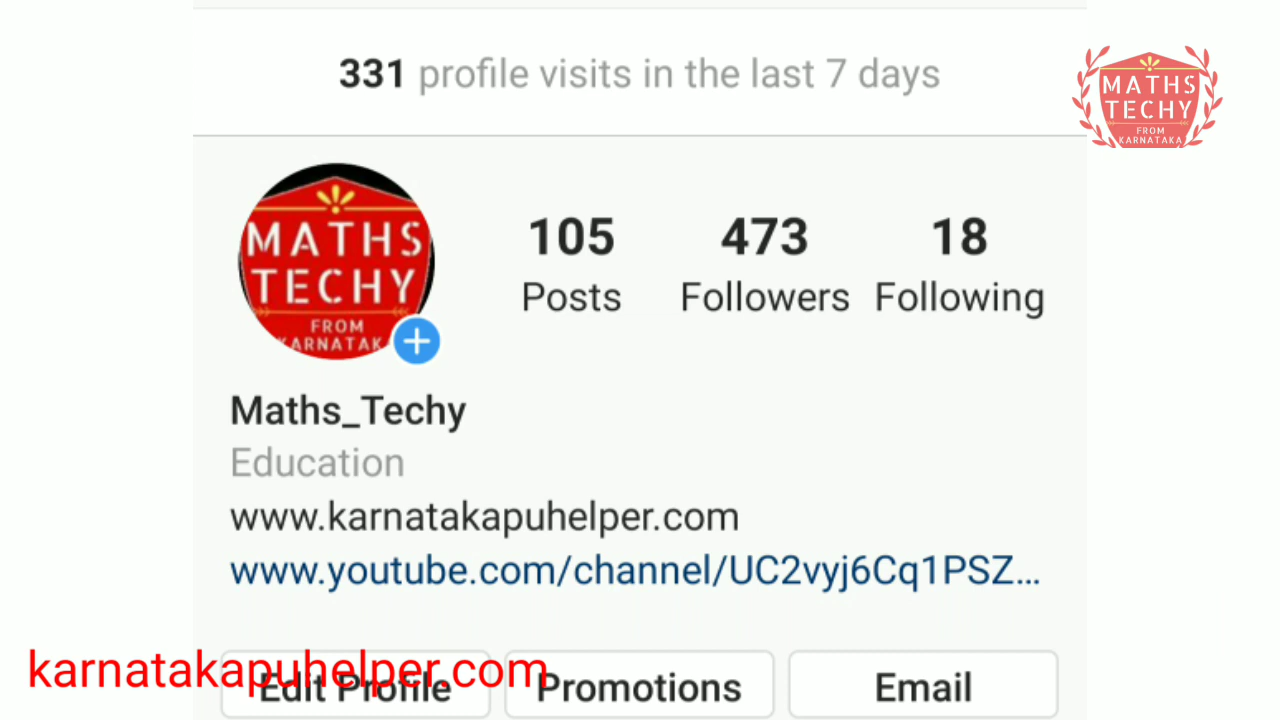 331 profile visits in the last 7 days
MATHS
TECHY
FROM
KARNATAKA
MATHS
TECHY
FROM
KARNATAK
105 473 18
Posts Followers Following
Maths_Techy
Education
www.karnatakapuhelper.com
www.youtube.com/channel/UC2vyj6Cq1PSZ...
karnatakapuhelper.com
Edit Profile Promotions Email